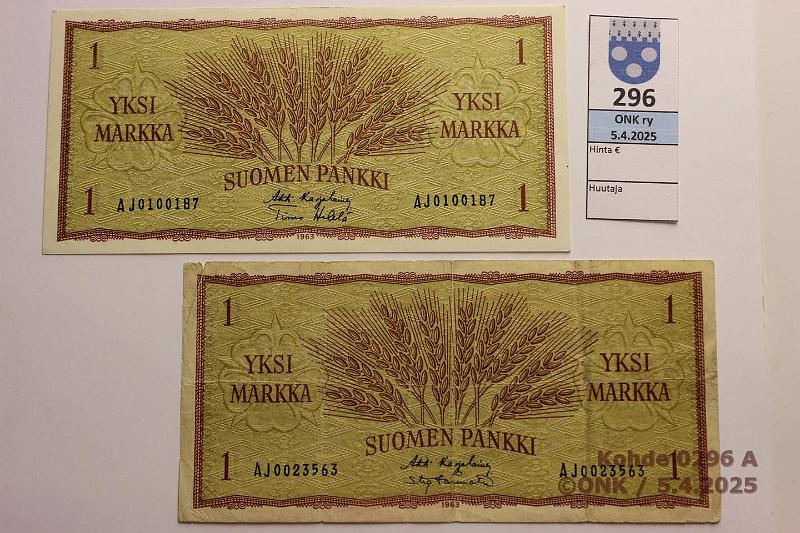 1
1
YKSI
MARKKA
YKSI
MARKKA
SUOMEN PANKKI
1
AJ0100187
AJ0100187
1
1963
296
ONK ry
5.4.2025
Hinta €
Huutaja
1
1
YKSI
MARKKA
YKSI
MARKKA
SUOMEN PANKKI
1
AJ0023563
AJ0023563
1
1963
Kohde 0296 A
©ONK / 5.4.2025